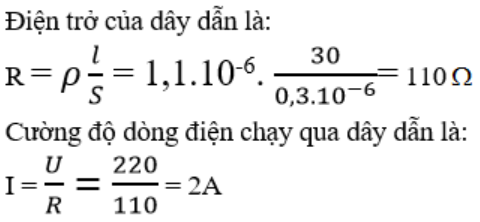 Điện trở của dây dẫn là:
R = ρ l/S = 1,1.10⁻⁶. 30/0,3.10⁻⁶ = 110 Ω
Cường độ dòng điện chạy qua dây dẫn là:
I = U/R = 220/110 = 2A